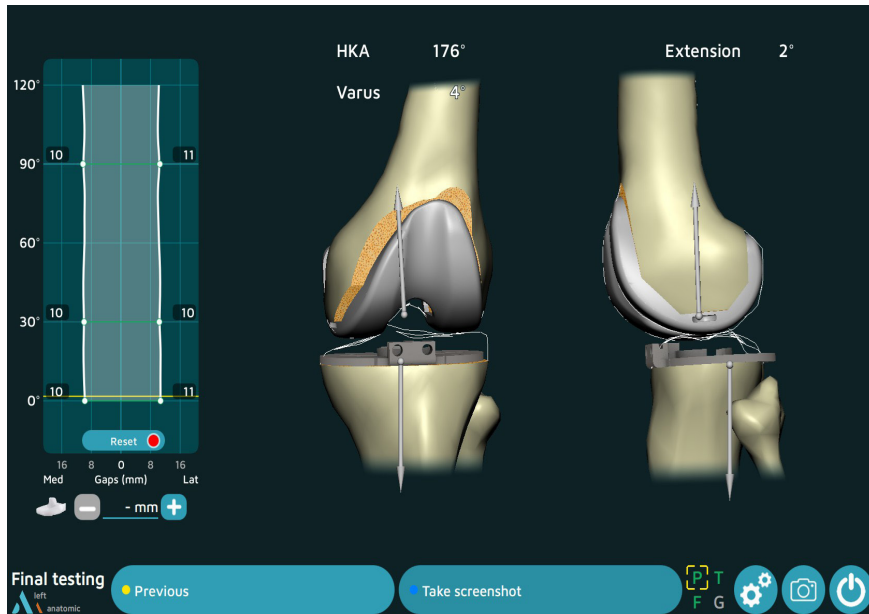 HKA 176°
Varus 4°
Extension 2°
120°
10 11
90°
60°
10 10
30°
10 11
0°
Reset
16 8 0 8 16
Med Gaps (mm) Lat
- mm
Final testing
left
anatomic
Previous
Take screenshot
P T
F G